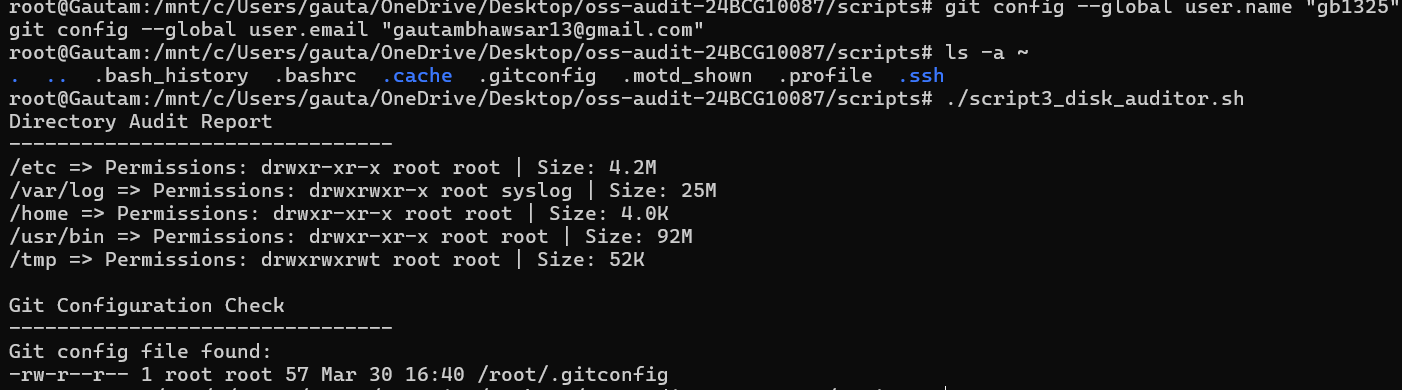 root@Gautam:/mnt/c/Users/gauta/OneDrive/Desktop/oss-audit-24BCG10087/scripts# git config --global user.name "gb1325"
git config --global user.email "gautambhawsar13@gmail.com"
root@Gautam:/mnt/c/Users/gauta/OneDrive/Desktop/oss-audit-24BCG10087/scripts# ls -a ~
.  ..  .bash_history  .bashrc  .cache  .gitconfig  .motd_shown  .profile  .ssh
root@Gautam:/mnt/c/Users/gauta/OneDrive/Desktop/oss-audit-24BCG10087/scripts# ./script3_disk_auditor.sh
Directory Audit Report
--------------------------------
/etc => Permissions: drwxr-xr-x root root | Size: 4.2M
/var/log => Permissions: drwxrwxr-x root syslog | Size: 25M
/home => Permissions: drwxr-xr-x root root | Size: 4.0K
/usr/bin => Permissions: drwxr-xr-x root root | Size: 92M
/tmp => Permissions: drwxrwxrwt root root | Size: 52K

Git Configuration Check
--------------------------------
Git config file found:
-rw-r--r-- 1 root root 57 Mar 30 16:40 /root/.gitconfig